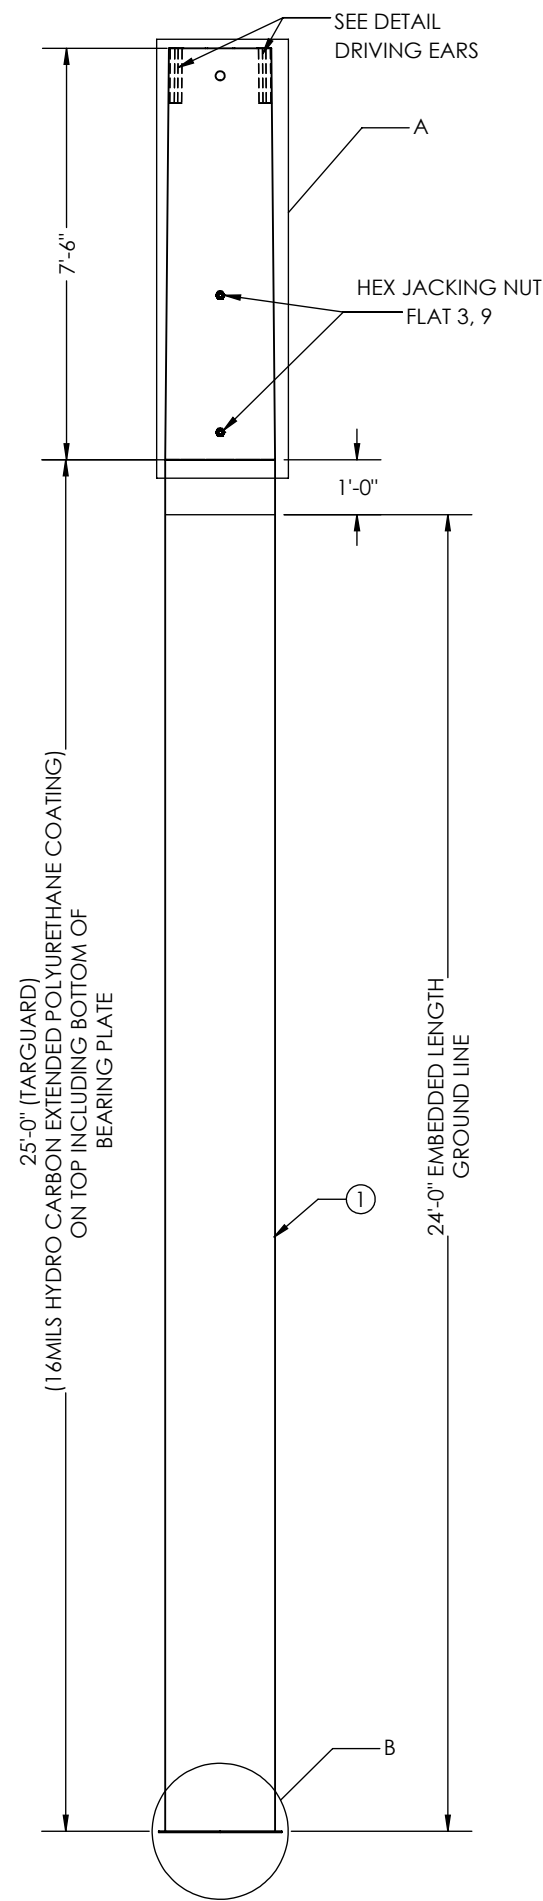 SEE DETAIL
DRIVING EARS
A
7'-6"
HEX JACKING NUT
FLAT 3, 9
1'-0"
25'-0" (TARGUARD)
(16MILS HYDRO CARBON EXTENDED POLYURETHANE COATING)
ON TOP INCLUDING BOTTOM OF
BEARING PLATE
24'-0" EMBEDDED LENGTH
GROUND LINE
1
B